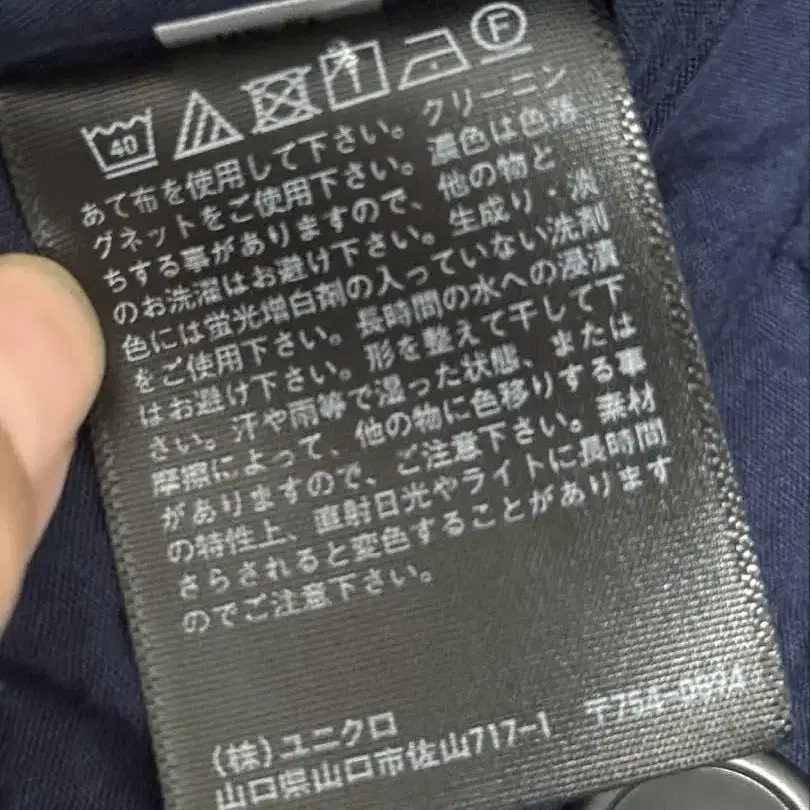 40
F
あて布を使用して下さい。クリーニン
グネットをご使用下さい。濃色は色落
ちする事がありますので、他の物と
のお洗濯はお避け下さい。生成り・淡
色には蛍光増白剤の入っていない洗剤
をご使用下さい。長時間の水への浸漬
はお避け下さい。形を整えて干して下
さい。汗や雨等で湿った状態、または
摩擦によって、他の物に色移りする事
がありますので、ご注意下さい。素材
の特性上、直射日光やライトに長時間
さらされると変色することがあります
のでご注意下さい。
(株)ユニクロ 〒754-0894
山口県山口市佐山717-1